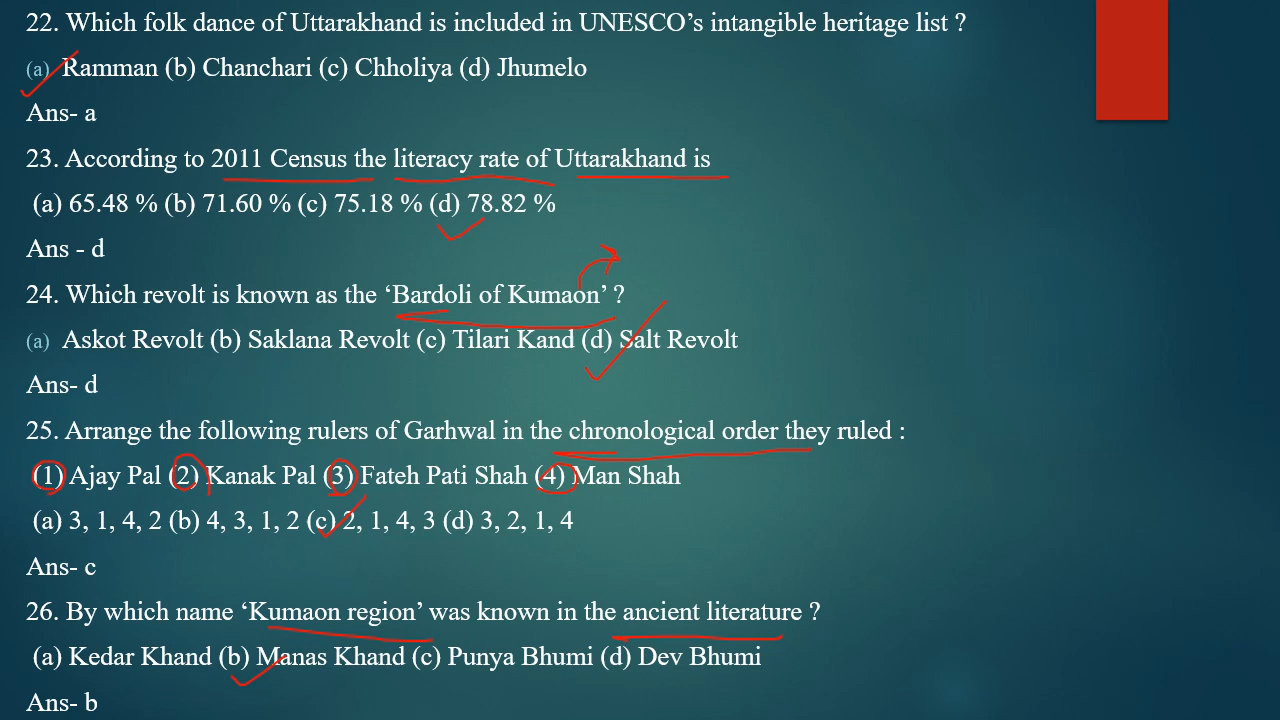 22. Which folk dance of Uttarakhand is included in UNESCO’s intangible heritage list ?
(a) Ramman (b) Chanchari (c) Chholiya (d) Jhumelo
Ans- a
23. According to 2011 Census the literacy rate of Uttarakhand is
(a) 65.48 % (b) 71.60 % (c) 75.18 % (d) 78.82 %
Ans - d
24. Which revolt is known as the ‘Bardoli of Kumaon’ ?
(a) Askot Revolt (b) Saklana Revolt (c) Tilari Kand (d) Salt Revolt
Ans- d
25. Arrange the following rulers of Garhwal in the chronological order they ruled :
(1) Ajay Pal (2) Kanak Pal (3) Fateh Pati Shah (4) Man Shah
(a) 3, 1, 4, 2 (b) 4, 3, 1, 2 (c) 2, 1, 4, 3 (d) 3, 2, 1, 4
Ans- c
26. By which name ‘Kumaon region’ was known in the ancient literature ?
(a) Kedar Khand (b) Manas Khand (c) Punya Bhumi (d) Dev Bhumi
Ans- b